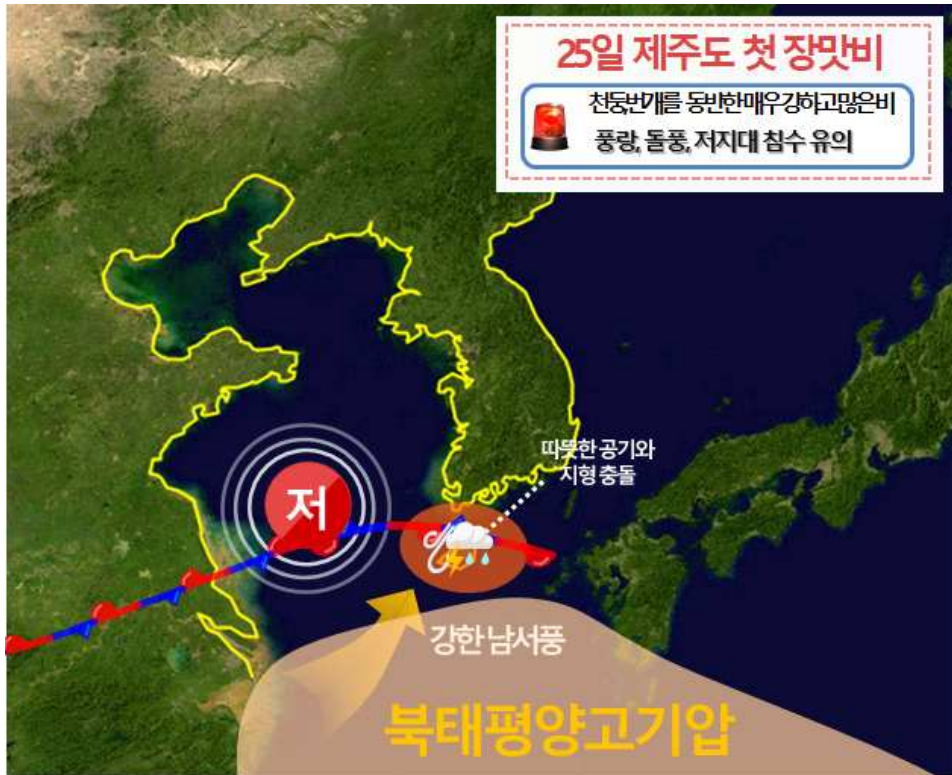 25일 제주도 첫 장맛비
천둥번개를 동반한매우강하고많은비
풍랑, 돌풍, 저지대 침수 유의
따뜻한 공기와
지형 충돌
저
강한 남서풍
북태평양고기압